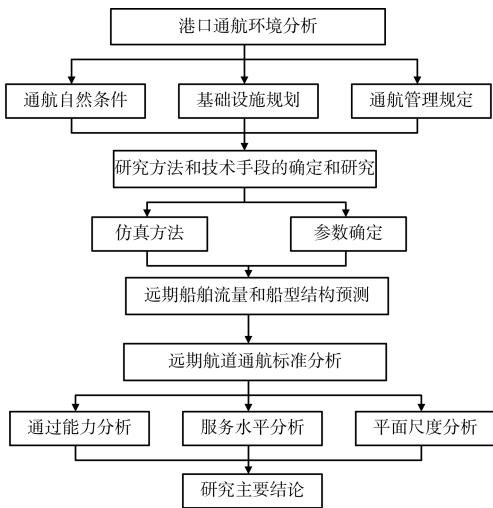 港口通航环境分析
通航自然条件
基础设施规划
通航管理规定
研究方法和技术手段的确定和研究
仿真方法
参数确定
远期船舶流量和船型结构预测
远期航道通航标准分析
通过能力分析
服务水平分析
平面尺度分析
研究主要结论